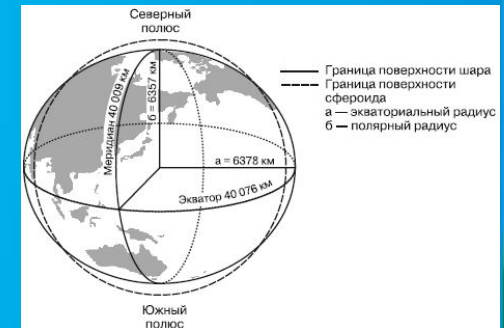 Северный
полюс
Меридиан 40 009 км
б = 6357 км
а = 6378 км
Экватор 40 076 км
Южный
полюс
Граница поверхности шара
Граница поверхности
сфероида
а — экваториальный радиус
б — полярный радиус